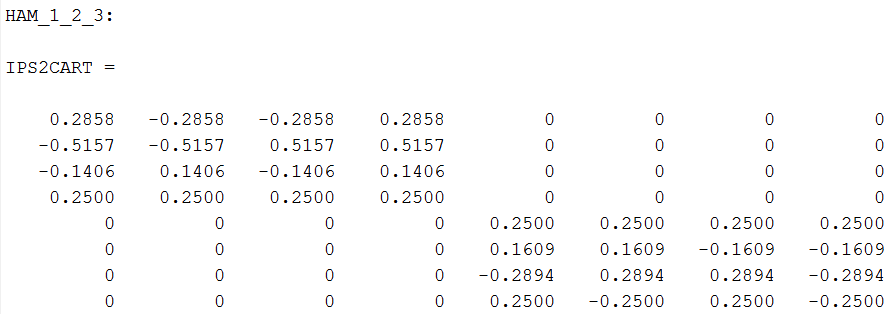 HAM_1_2_3:
IPS2CART =
0.2858 -0.2858 -0.2858 0.2858 0 0 0 0
-0.5157 -0.5157 0.5157 0.5157 0 0 0 0
-0.1406 0.1406 -0.1406 0.1406 0 0 0 0
0.2500 0.2500 0.2500 0.2500 0 0 0 0
0 0 0 0 0.2500 0.2500 0.2500 0.2500
0 0 0 0 0.1609 0.1609 -0.1609 -0.1609
0 0 0 0 -0.2894 0.2894 0.2894 -0.2894
0 0 0 0 0.2500 -0.2500 0.2500 -0.2500